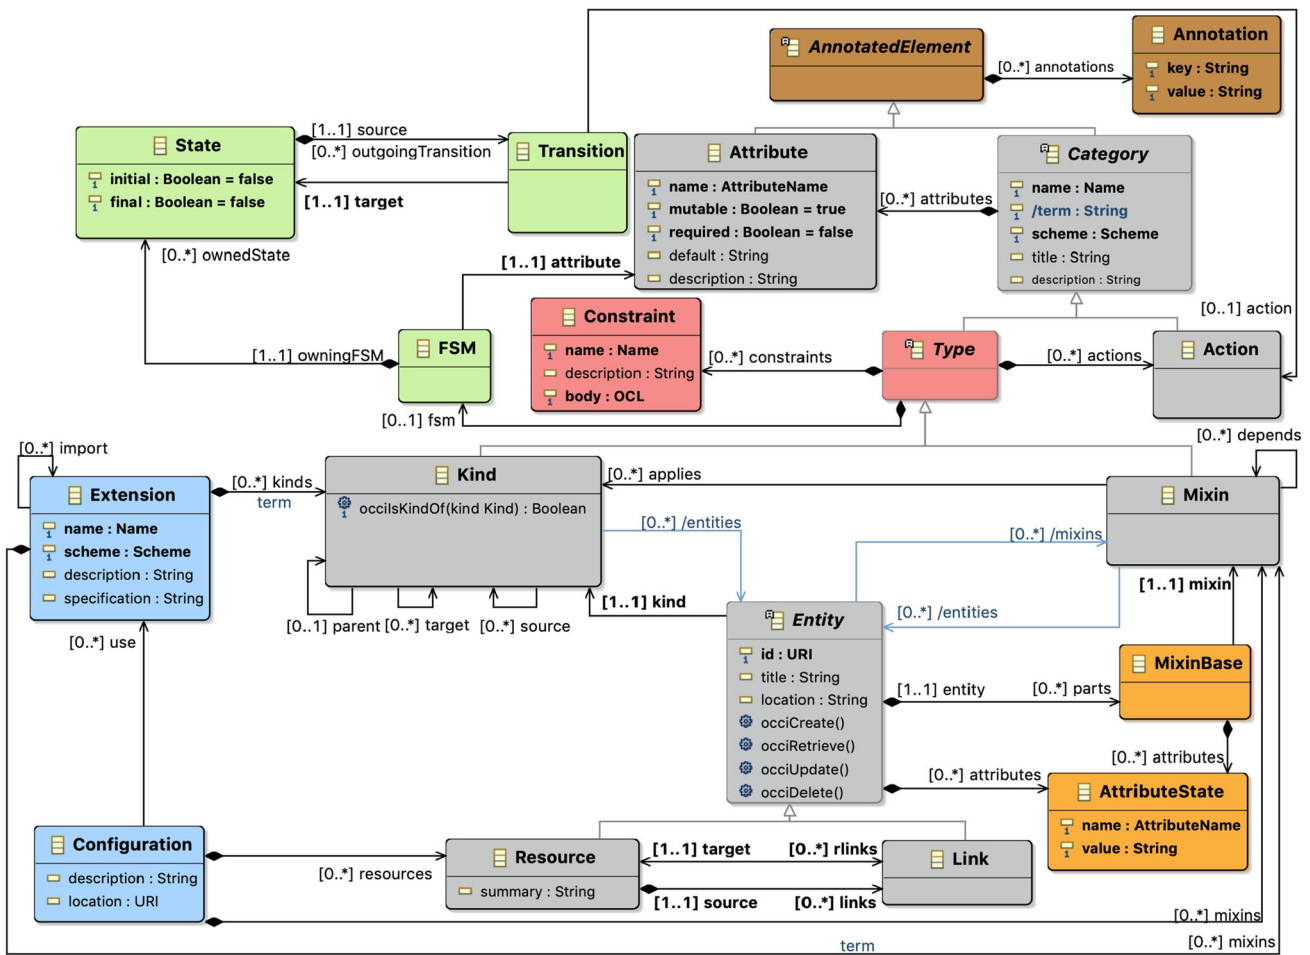 AnnotatedElement
Annotation
key : String
value : String
[0..*] annotations
State
initial : Boolean = false
final : Boolean = false
[1..1] source
[0..*] outgoingTransition
[1..1] target
Transition
Attribute
name : AttributeName
mutable : Boolean = true
required : Boolean = false
default : String
description : String
[0..*] attributes
Category
name : Name
/term : String
scheme : Scheme
title : String
description : String
[0..*] ownedState
[1..1] attribute
[0..1] action
[1..1] owningFSM
FSM
[0..1] fsm
Constraint
name : Name
description : String
body : OCL
[0..*] constraints
Type
[0..*] actions
Action
[0..*] import
Extension
name : Name
scheme : Scheme
description : String
specification : String
[0..*] kinds
term
Kind
occiIsKindOf(kind Kind) : Boolean
[0..*] applies
[0..*] depends
Mixin
[0..*] /entities
[0..*] /mixins
[0..*] /entities
[0..1] parent
[0..*] target
[0..*] source
[1..1] kind
[1..1] mixin
[0..*] use
Entity
id : URI
title : String
location : String
occiCreate()
occiRetrieve()
occiUpdate()
occiDelete()
[1..1] entity
[0..*] parts
MixinBase
[0..*] attributes
[0..*] attributes
AttributeState
name : AttributeName
value : String
Configuration
description : String
location : URI
[0..*] resources
Resource
summary : String
[1..1] target
[0..*] rlinks
[1..1] source
[0..*] links
Link
[0..*] mixins
[0..*] mixins
term